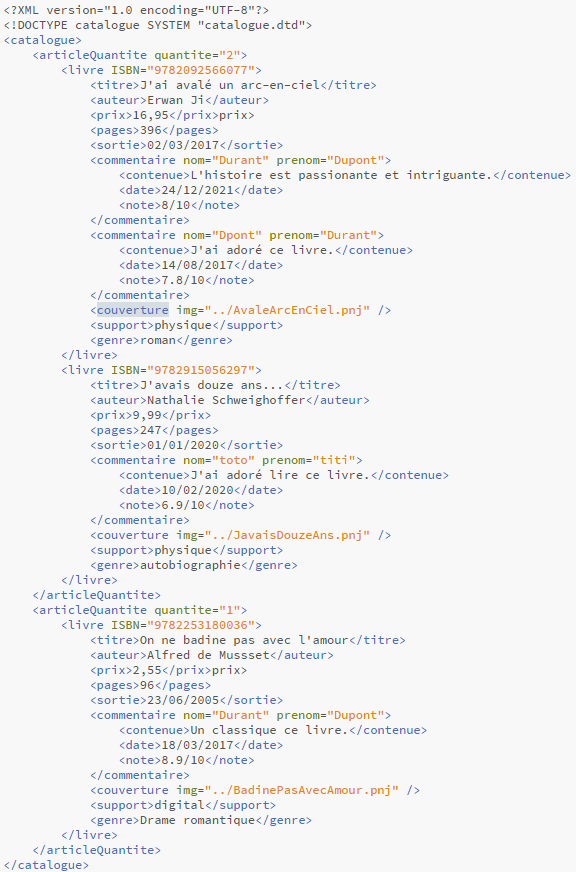 <?XML version="1.0 encoding="UTF-8"?>
<!DOCTYPE catalogue SYSTEM "catalogue.dtd">
<catalogue>
    <articleQuantite quantite="2">
        <livre ISBN="9782092566077">
            <titre>J'ai avalé un arc-en-ciel</titre>
            <auteur>Erwan Ji</auteur>
            <prix>16,95</prix>prix>
            <pages>396</pages>
            <sortie>02/03/2017</sortie>
            <commentaire nom="Durant" prenom="Dupont">
                <contenue>L'histoire est passionante et intriguante.</contenue>
                <date>24/12/2021</date>
                <note>8/10</note>
            </commentaire>
            <commentaire nom="Dpont" prenom="Durant">
                <contenue>J'ai adoré ce livre.</contenue>
                <date>14/08/2017</date>
                <note>7.8/10</note>
            </commentaire>
            <couverture img="../AvaleArcEnCiel.pnj" />
            <support>physique</support>
            <genre>roman</genre>
        </livre>
        <livre ISBN="9782915056297">
            <titre>J'avais douze ans...</titre>
            <auteur>Nathalie Schweighoffer</auteur>
            <prix>9,99</prix>
            <pages>247</pages>
            <sortie>01/01/2020</sortie>
            <commentaire nom="toto" prenom="titi">
                <contenue>J'ai adoré lire ce livre.</contenue>
                <date>10/02/2020</date>
                <note>6.9/10</note>
            </commentaire>
            <couverture img="../JavaisDouzeAns.pnj" />
            <support>physique</support>
            <genre>autobiographie</genre>
        </livre>
    </articleQuantite>
    <articleQuantite quantite="1">
        <livre ISBN="9782253180036">
            <titre>On ne badine pas avec l'amour</titre>
            <auteur>Alfred de Mussset</auteur>
            <prix>2,55</prix>prix>
            <pages>96</pages>
            <sortie>23/06/2005</sortie>
            <commentaire nom="Durant" prenom="Dupont">
                <contenue>Un classique ce livre.</contenue>
                <date>18/03/2017</date>
                <note>8.9/10</note>
            </commentaire>
            <couverture img="../BadinePasAvecAmour.pnj" />
            <support>digital</support>
            <genre>Drame romantique</genre>
        </livre>
    </articleQuantite>
</catalogue>